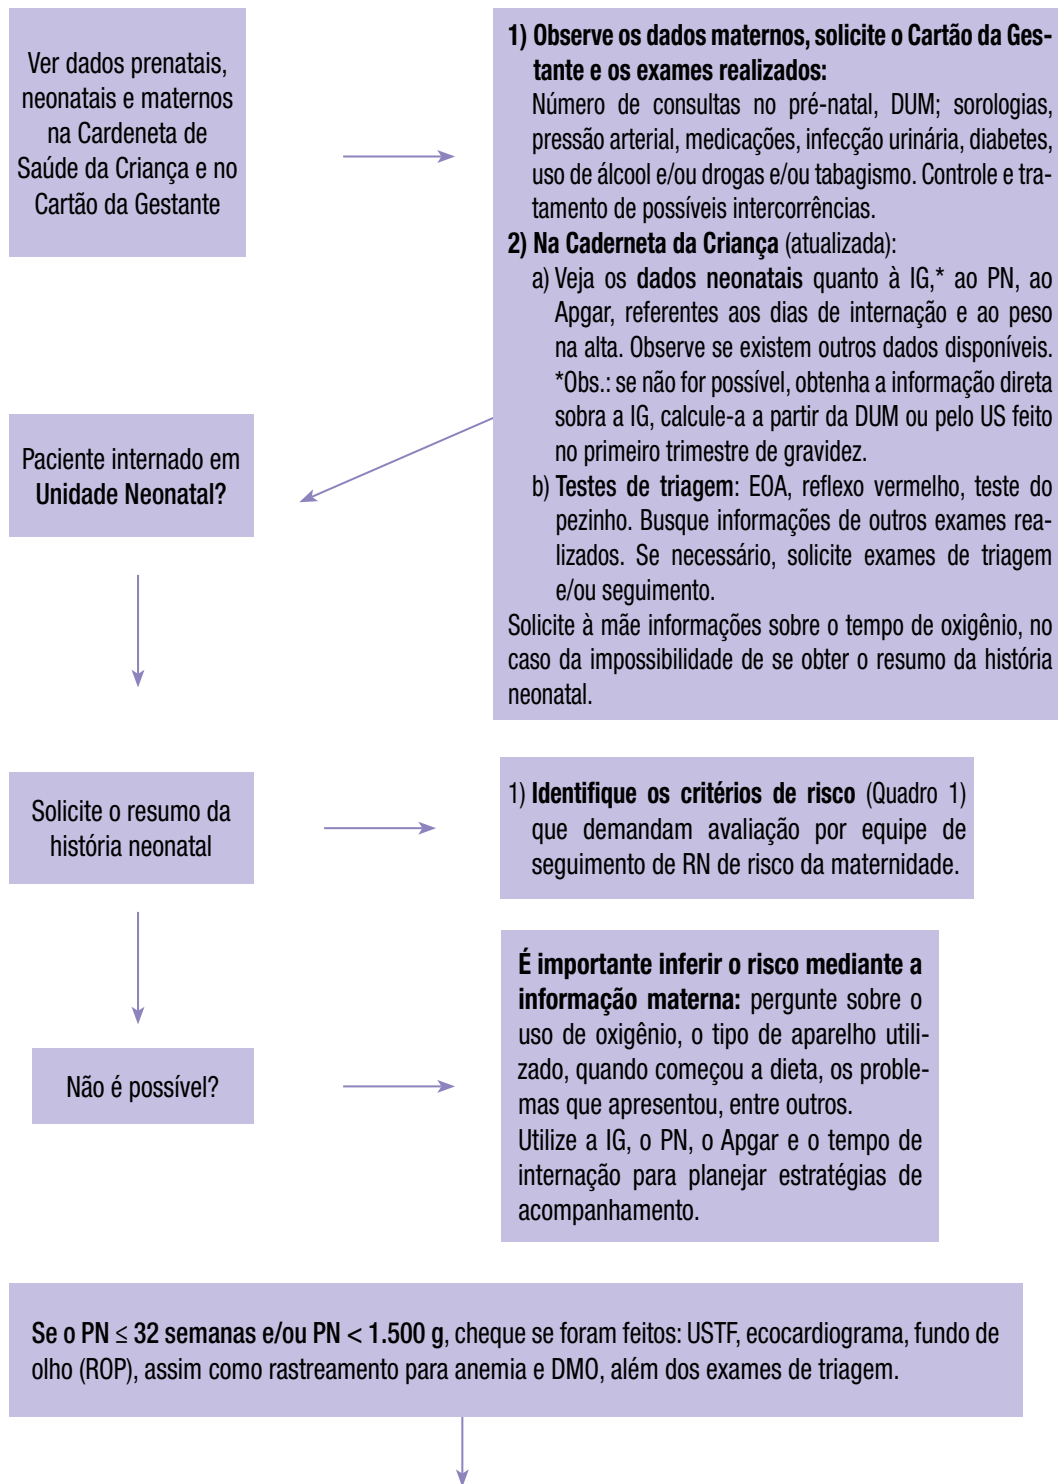 Ver dados prenatais,
neonatais e maternos
na Cardeneta de
Saúde da Criança e no
Cartão da Gestante
1) Observe os dados maternos, solicite o Cartão da Ges-
tante e os exames realizados:
Número de consultas no pré-natal, DUM; sorologias,
pressão arterial, medicações, infecção urinária, diabetes,
uso de álcool e/ou drogas e/ou tabagismo. Controle e tra-
tamento de possíveis intercorrências.
2) Na Caderneta da Criança (atualizada):
a) Veja os dados neonatais quanto à IG,* ao PN, ao
Apgar, referentes aos dias de internação e ao peso
na alta. Observe se existem outros dados disponíveis.
*Obs.: se não for possível, obtenha a informação direta
sobra a IG, calcule-a a partir da DUM ou pelo US feito
no primeiro trimestre de gravidez.
b) Testes de triagem: EOA, reflexo vermelho, teste do
pezinho. Busque informações de outros exames rea-
lizados. Se necessário, solicite exames de triagem
e/ou seguimento.
Solicite à mãe informações sobre o tempo de oxigênio, no
caso da impossibilidade de se obter o resumo da história
neonatal.
Paciente internado em
Unidade Neonatal?
Solicite o resumo da
história neonatal
1) Identifique os critérios de risco (Quadro 1)
que demandam avaliação por equipe de
seguimento de RN de risco da maternidade.
Não é possível?
É importante inferir o risco mediante a
informação materna: pergunte sobre o
uso de oxigênio, o tipo de aparelho utili-
zado, quando começou a dieta, os proble-
mas que apresentou, entre outros.
Utilize a IG, o PN, o Apgar e o tempo de
internação para planejar estratégias de
acompanhamento.
Se o PN ≤ 32 semanas e/ou PN < 1.500 g, cheque se foram feitos: USTF, ecocardiograma, fundo de
olho (ROP), assim como rastreamento para anemia e DMO, além dos exames de triagem.